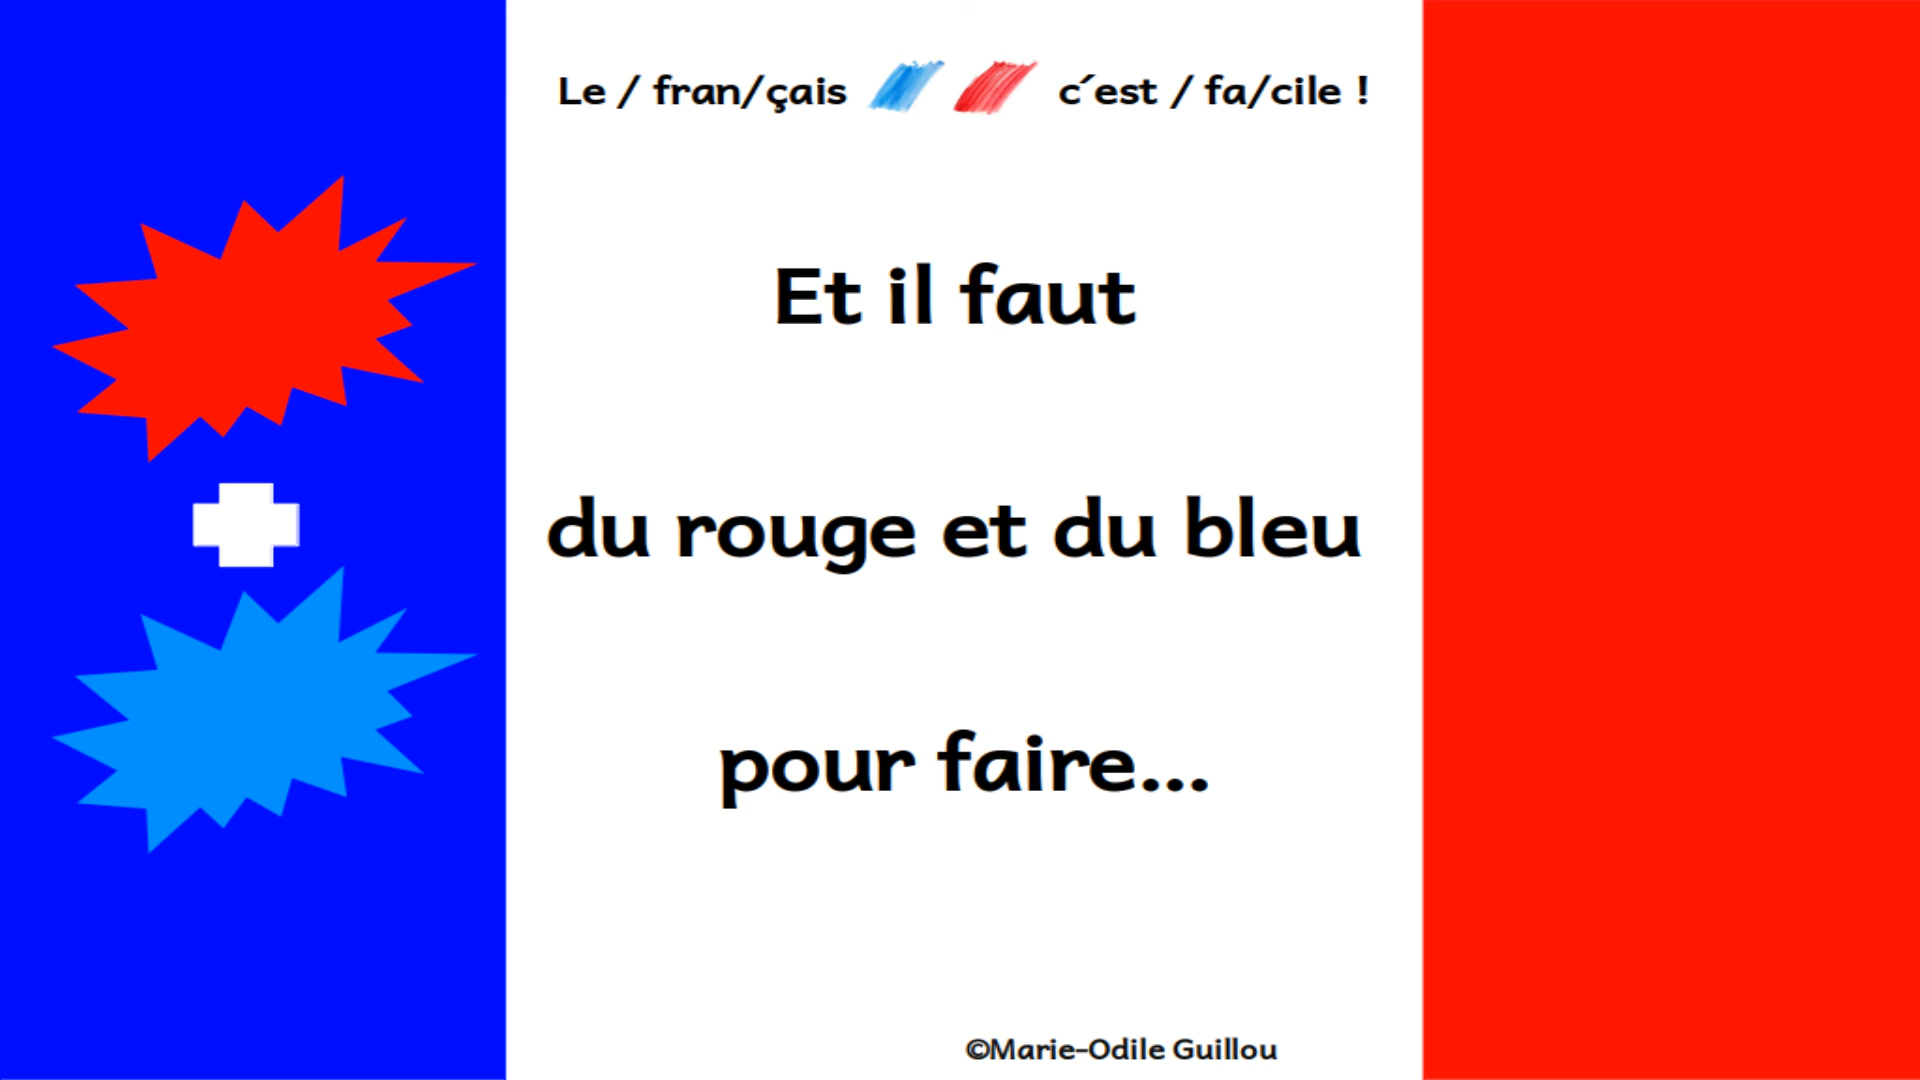 Le / fran/çais c´est / fa/cile !
Et il faut
du rouge et du bleu
pour faire...
©Marie-Odile Guillou